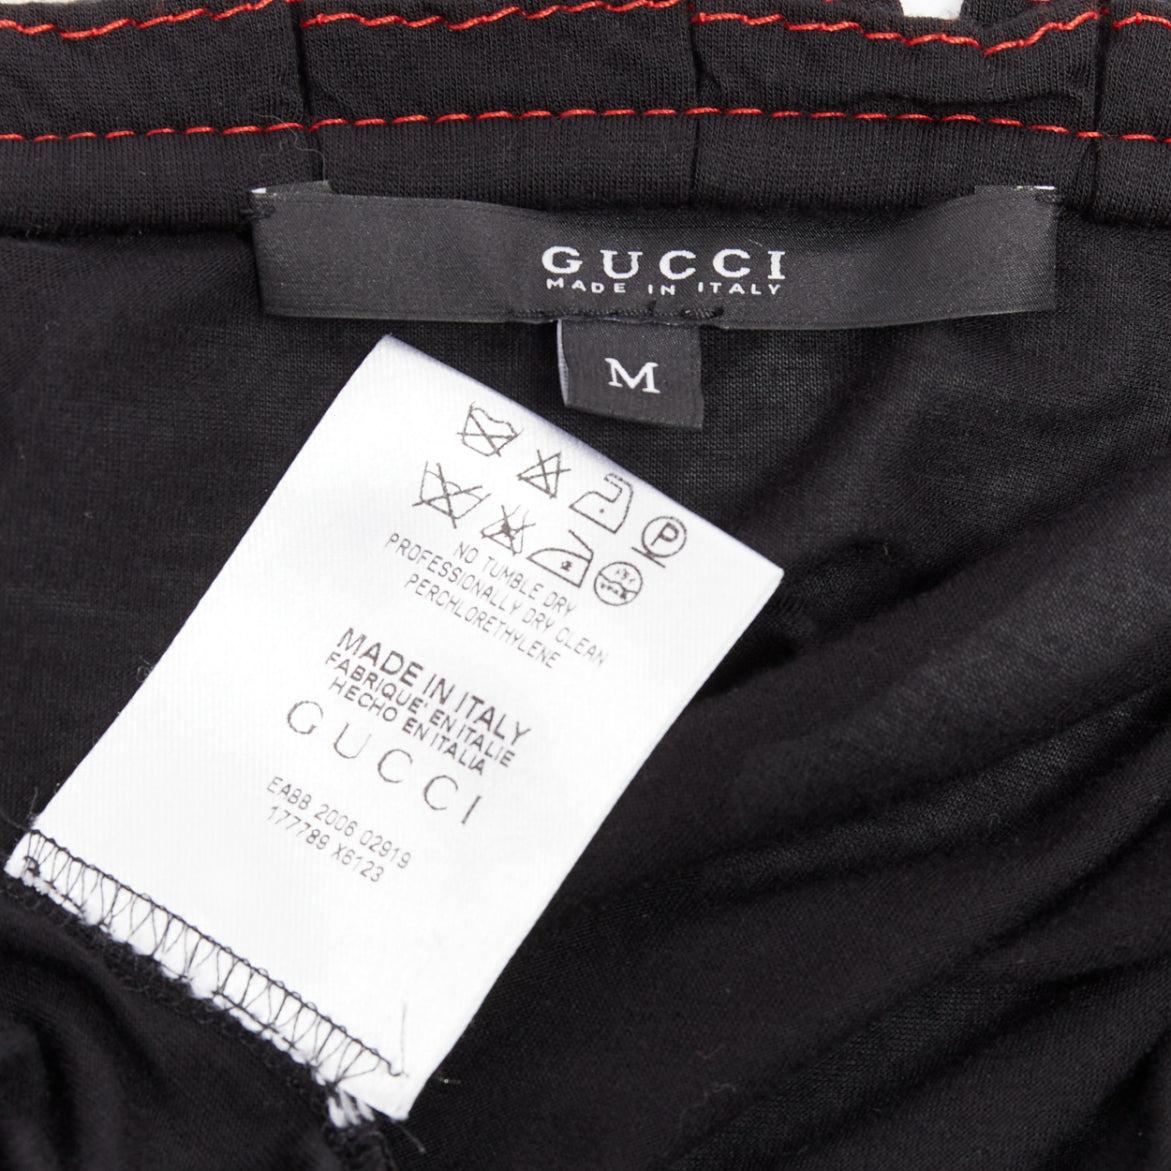 GUCCI
MADE IN ITALY
M
P
NO TUMBLE DRY
PROFESSIONALLY DRY CLEAN
PERCHLORETHYLENE
MADE IN ITALY
FABRIQUE' EN ITALIE
HECHO EN ITALIA
GUCCI
EABB 2006 02919
177789 X6123